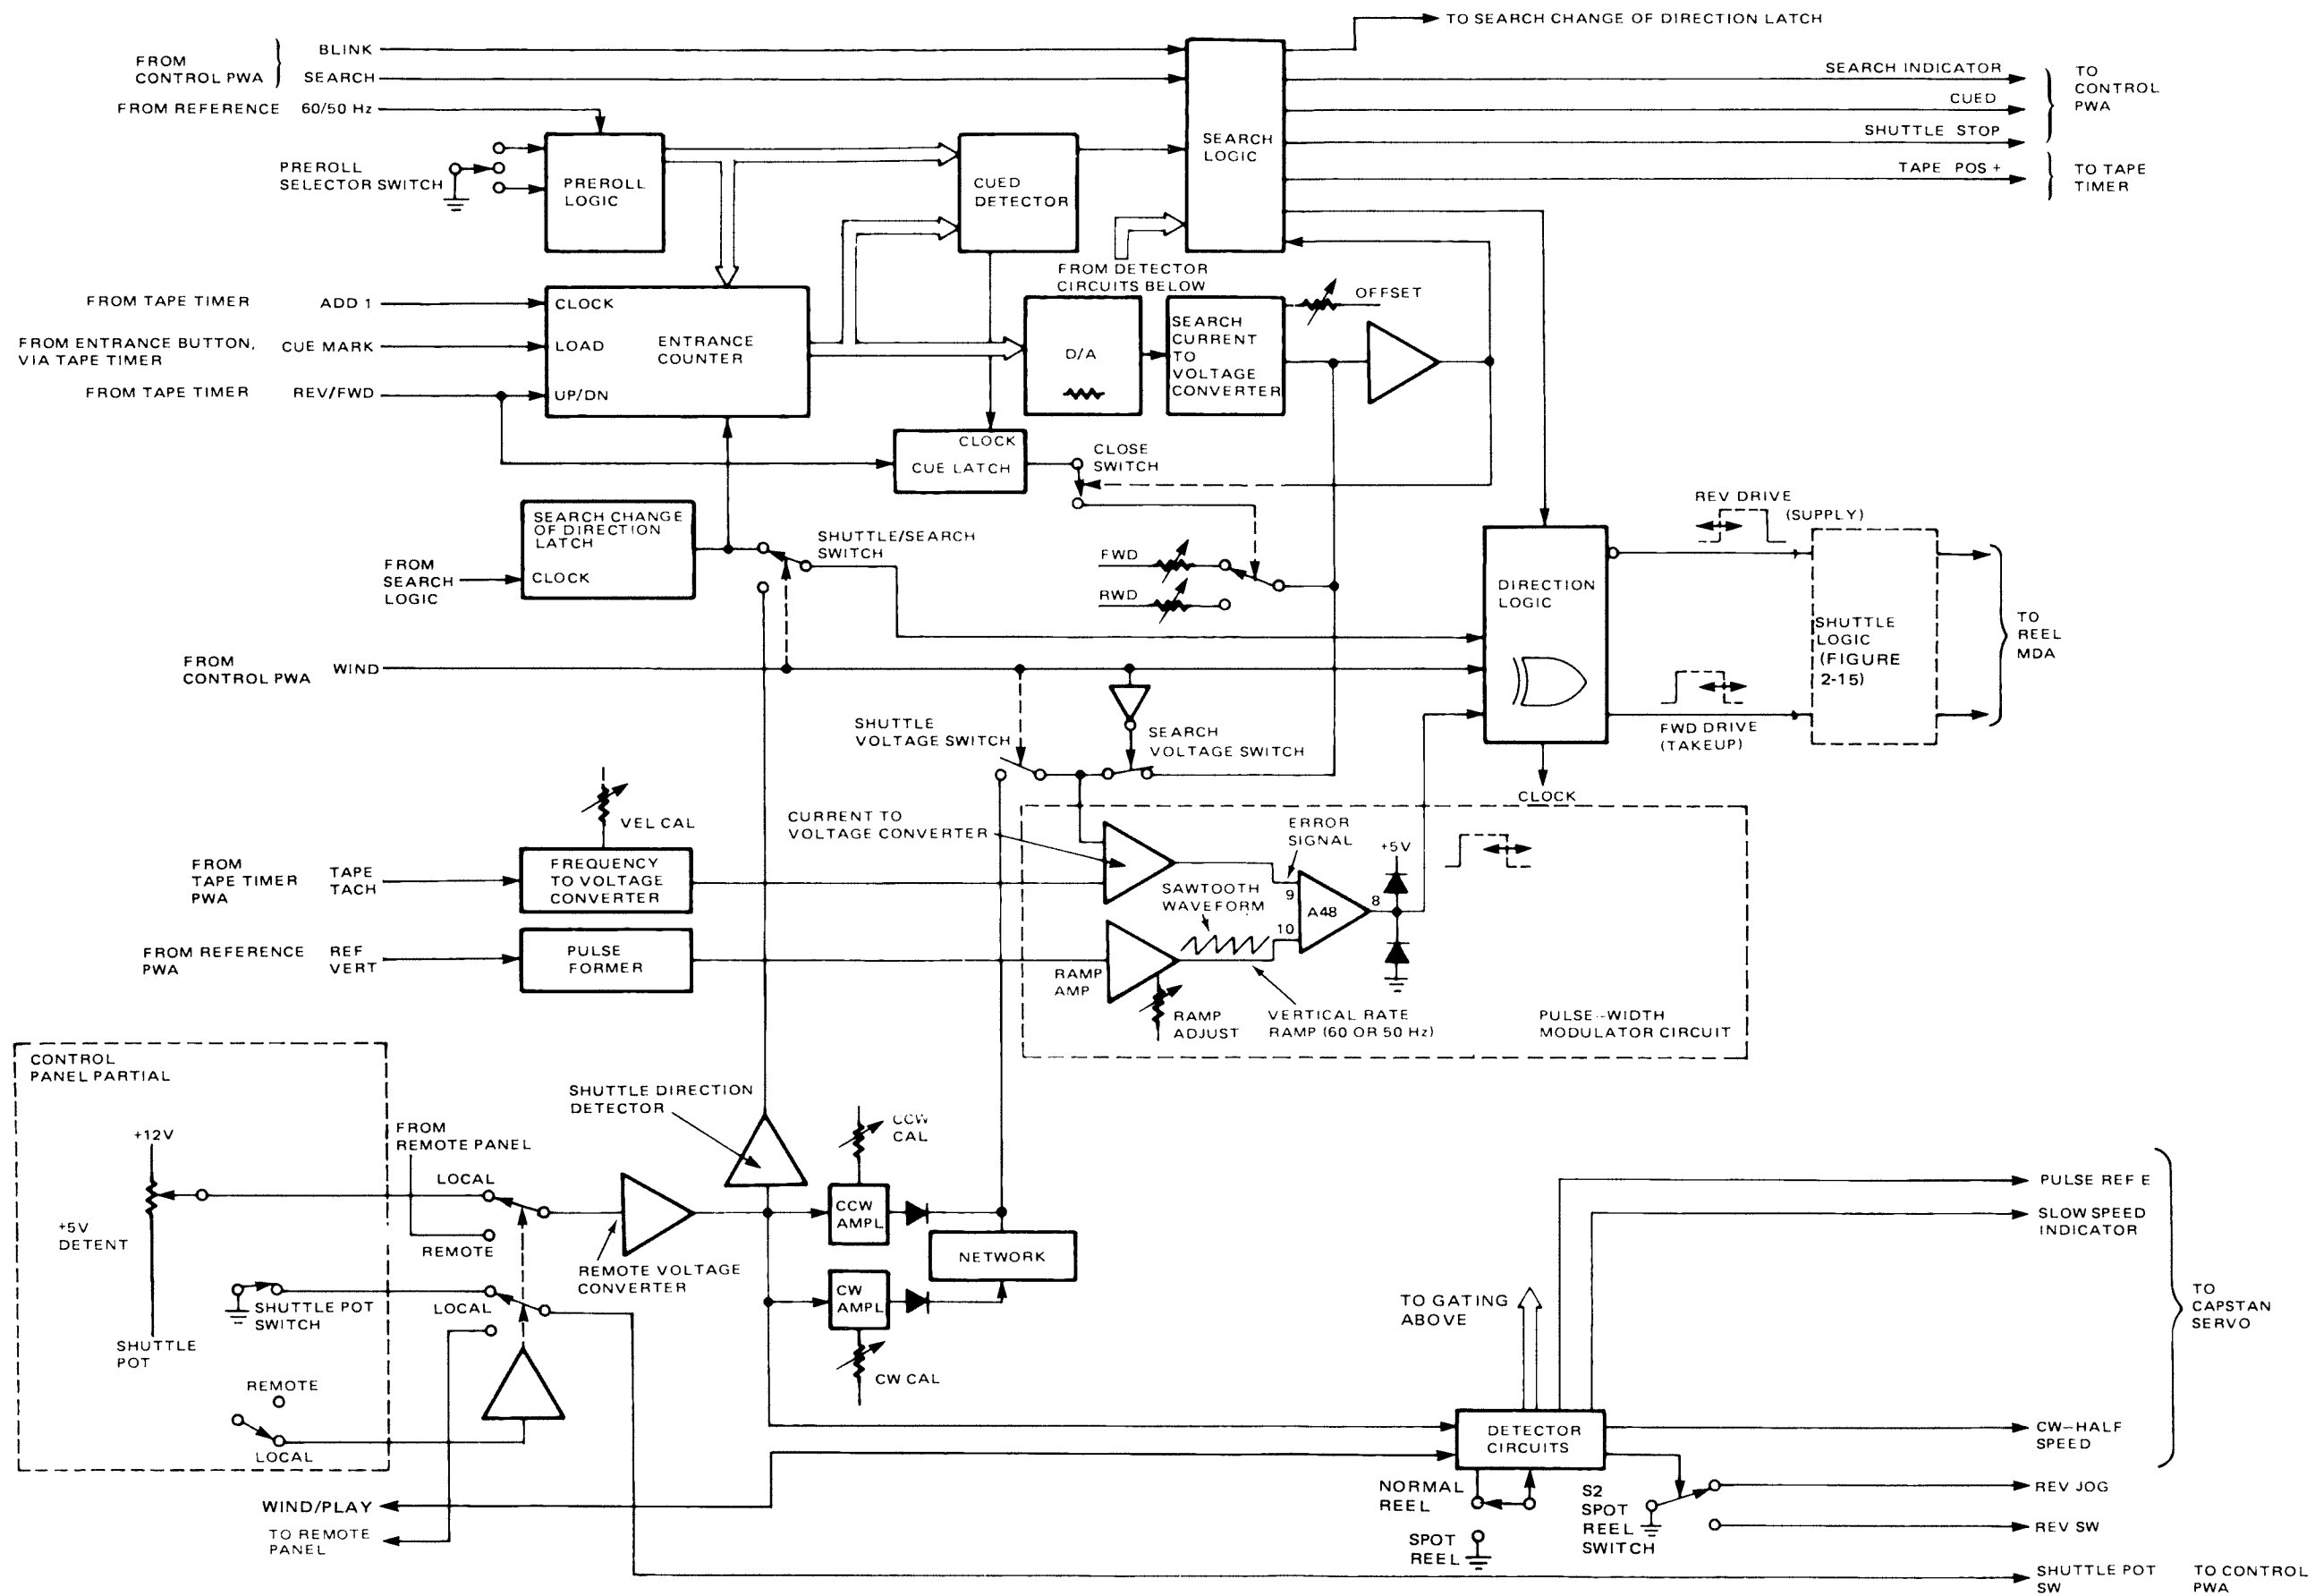 TO SEARCH CHANGE OF DIRECTION LATCH
FROM
CONTROL PWA
BLINK
SEARCH
SEARCH INDICATOR
CUED
SHUTTLE STOP
TO
CONTROL
PWA
FROM REFERENCE 60/50 Hz
PREROLL
SELECTOR SWITCH
PREROLL
LOGIC
CUED
DETECTOR
SEARCH
LOGIC
TAPE POS +
TO TAPE
TIMER
FROM DETECTOR
CIRCUITS BELOW
FROM TAPE TIMER ADD 1
CLOCK
FROM ENTRANCE BUTTON,
VIA TAPE TIMER
CUE MARK
LOAD
ENTRANCE
COUNTER
FROM TAPE TIMER REV/FWD
UP/DN
D/A
SEARCH
CURRENT
TO
VOLTAGE
CONVERTER
OFFSET
CLOCK
CUE LATCH
CLOSE
SWITCH
SEARCH CHANGE
OF DIRECTION
LATCH
CLOCK
FROM
SEARCH
LOGIC
SHUTTLE/SEARCH
SWITCH
FWD
RWD
DIRECTION
LOGIC
REV DRIVE
(SUPPLY)
SHUTTLE
LOGIC
(FIGURE
2-15)
TO
REEL
MDA
FWD DRIVE
(TAKEUP)
CLOCK
FROM
CONTROL PWA
WIND
SHUTTLE
VOLTAGE SWITCH
SEARCH
VOLTAGE SWITCH
VEL CAL
CURRENT TO
VOLTAGE CONVERTER
ERROR
SIGNAL
+5V
FROM
TAPE TIMER
PWA
TAPE
TACH
FREQUENCY
TO VOLTAGE
CONVERTER
SAWTOOTH
WAVEFORM
9
A48
8
10
FROM REFERENCE
PWA
REF
VERT
PULSE
FORMER
RAMP
AMP
RAMP
ADJUST
VERTICAL RATE
RAMP (60 OR 50 Hz)
PULSE--WIDTH
MODULATOR CIRCUIT
CONTROL
PANEL PARTIAL
+12V
+5V
DETENT
SHUTTLE
POT
FROM
REMOTE PANEL
LOCAL
REMOTE
SHUTTLE DIRECTION
DETECTOR
REMOTE VOLTAGE
CONVERTER
CCW
CAL
CCW
AMPL
NETWORK
CW
AMPL
CW CAL
SHUTTLE POT
SWITCH
LOCAL
REMOTE
LOCAL
WIND/PLAY
TO REMOTE
PANEL
TO GATING
ABOVE
DETECTOR
CIRCUITS
NORMAL
REEL
SPOT
REEL
S2
SPOT
REEL
SWITCH
PULSE REF E
SLOW SPEED
INDICATOR
TO
CAPSTAN
SERVO
CW–HALF
SPEED
REV JOG
REV SW
SHUTTLE POT
SW
TO CONTROL
PWA